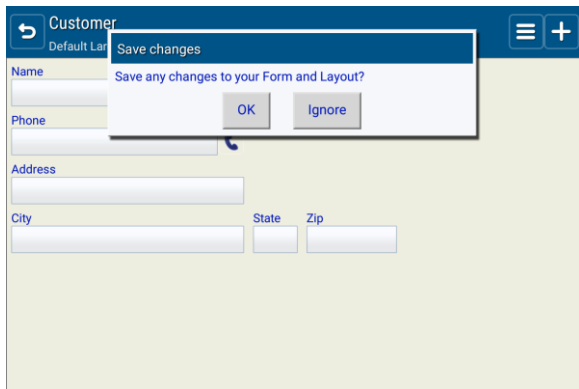 Customer
Default Lar
Save changes
Save any changes to your Form and Layout?
OK
Ignore
Name
Phone
Address
City
State
Zip